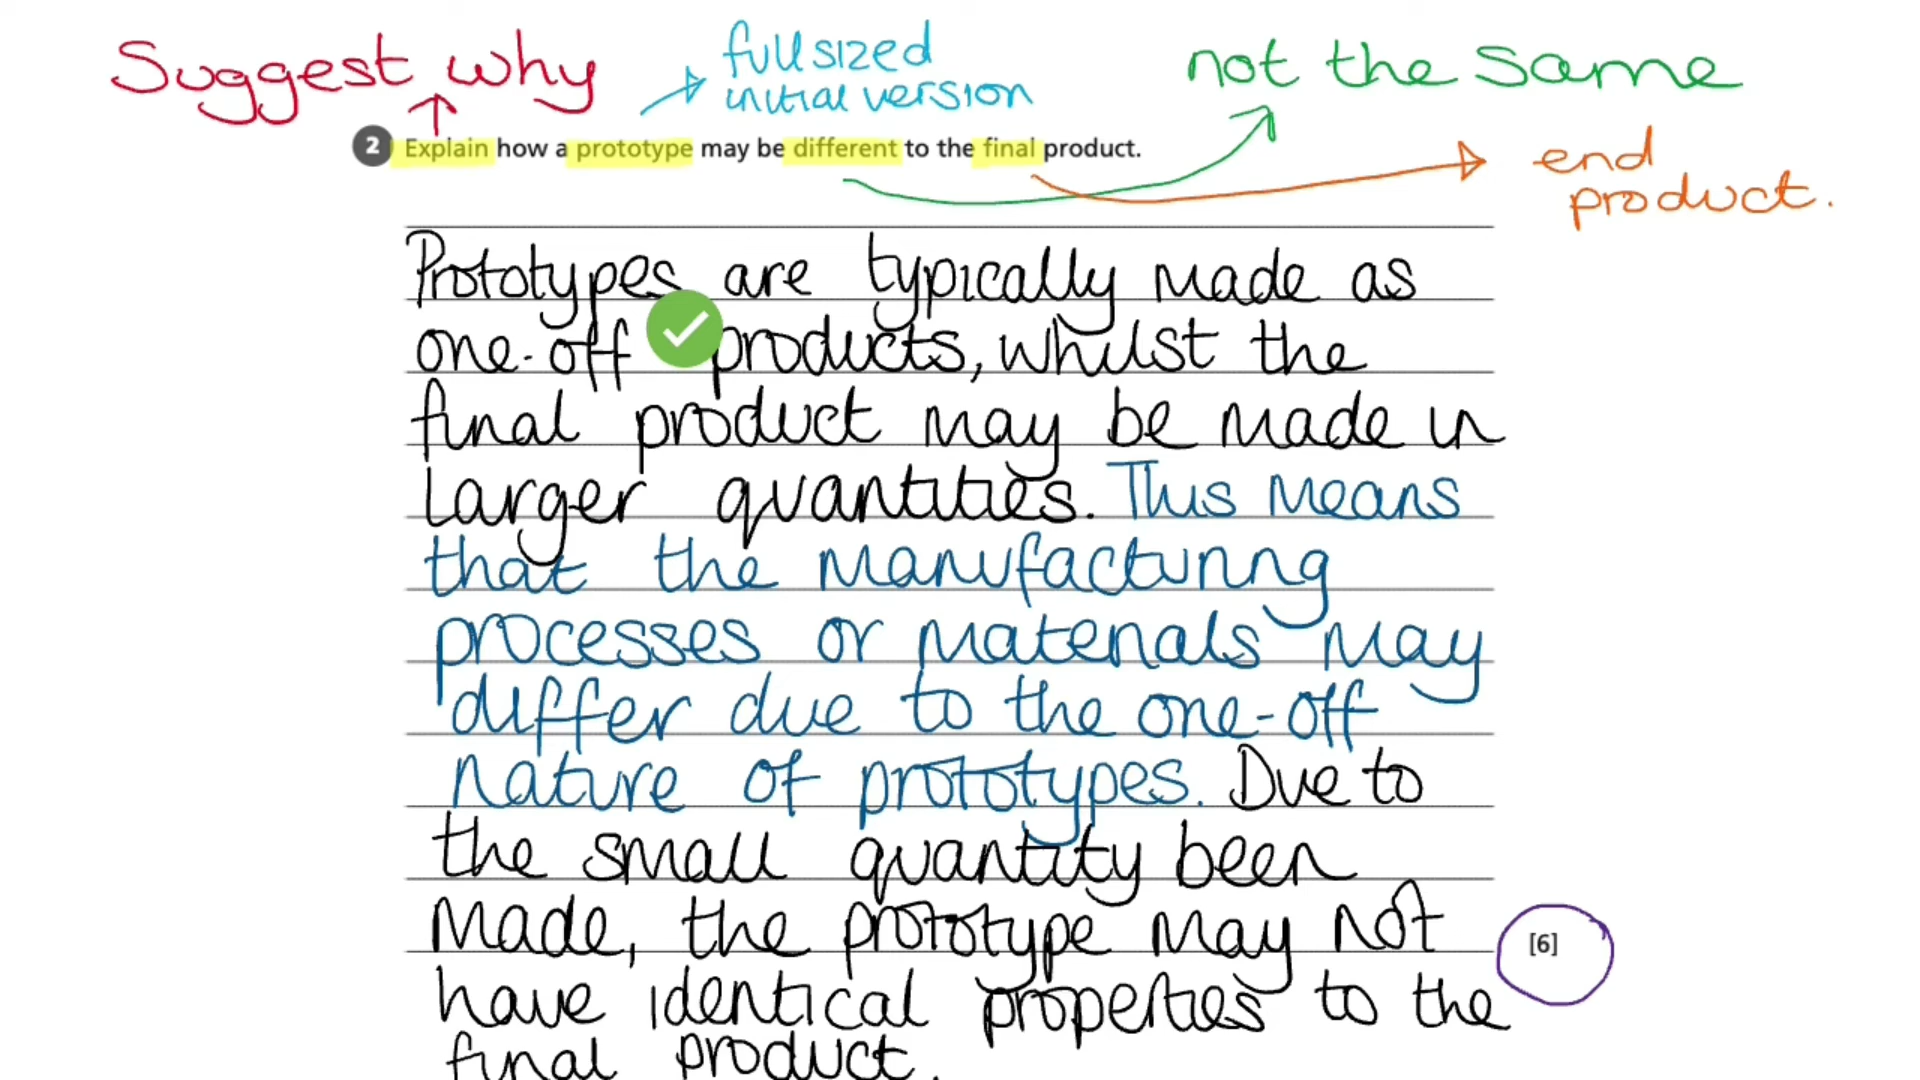 Suggest why
full sized
initial version
not the same
2 Explain how a prototype may be different to the final product.
end
product.
Prototypes are typically made as
one-off products, whilst the
final product may be made in
larger quantities. This means
that the manufacturing
processes or materials may
differ due to the one-off
nature of prototypes. Due to
the small quantity been
made, the prototype may not
[6]
have identical properties to the
final product.